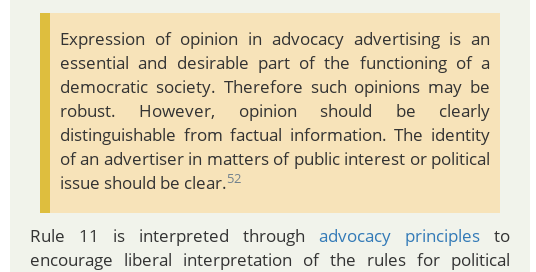 Expression of opinion in advocacy advertising is an
essential and desirable part of the functioning of a
democratic society. Therefore such opinions may be
robust. However, opinion should be clearly
distinguishable from factual information. The identity
of an advertiser in matters of public interest or political
issue should be clear.52
Rule 11 is interpreted through advocacy principles to
encourage liberal interpretation of the rules for political